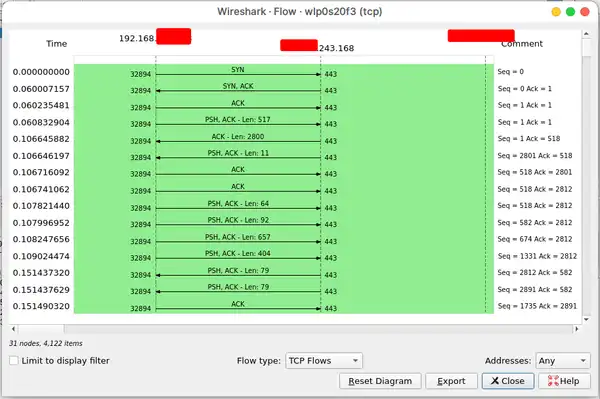 Wireshark · Flow · wlp0s20f3 (tcp)
Time 192.168. .243.168 Comment
0.000000000 32894 SYN 443 Seq = 0
0.060007157 32894 SYN, ACK 443 Seq = 0 Ack = 1
0.060235481 32894 ACK 443 Seq = 1 Ack = 1
0.060832904 32894 PSH, ACK - Len: 517 443 Seq = 1 Ack = 1
0.106645882 32894 ACK - Len: 2800 443 Seq = 1 Ack = 518
0.106646197 32894 PSH, ACK - Len: 11 443 Seq = 2801 Ack = 518
0.106716092 32894 ACK 443 Seq = 518 Ack = 2801
0.106741062 32894 ACK 443 Seq = 518 Ack = 2812
0.107821440 32894 PSH, ACK - Len: 64 443 Seq = 518 Ack = 2812
0.107996952 32894 PSH, ACK - Len: 92 443 Seq = 582 Ack = 2812
0.108247656 32894 PSH, ACK - Len: 657 443 Seq = 674 Ack = 2812
0.109024474 32894 PSH, ACK - Len: 404 443 Seq = 1331 Ack = 2812
0.151437320 32894 PSH, ACK - Len: 79 443 Seq = 2812 Ack = 582
0.151437629 32894 PSH, ACK - Len: 79 443 Seq = 2891 Ack = 582
0.151490320 32894 ACK 443 Seq = 1735 Ack = 2891
31 nodes, 4,122 items
Limit to display filter Flow type: TCP Flows Addresses: Any
Reset Diagram Export Close Help